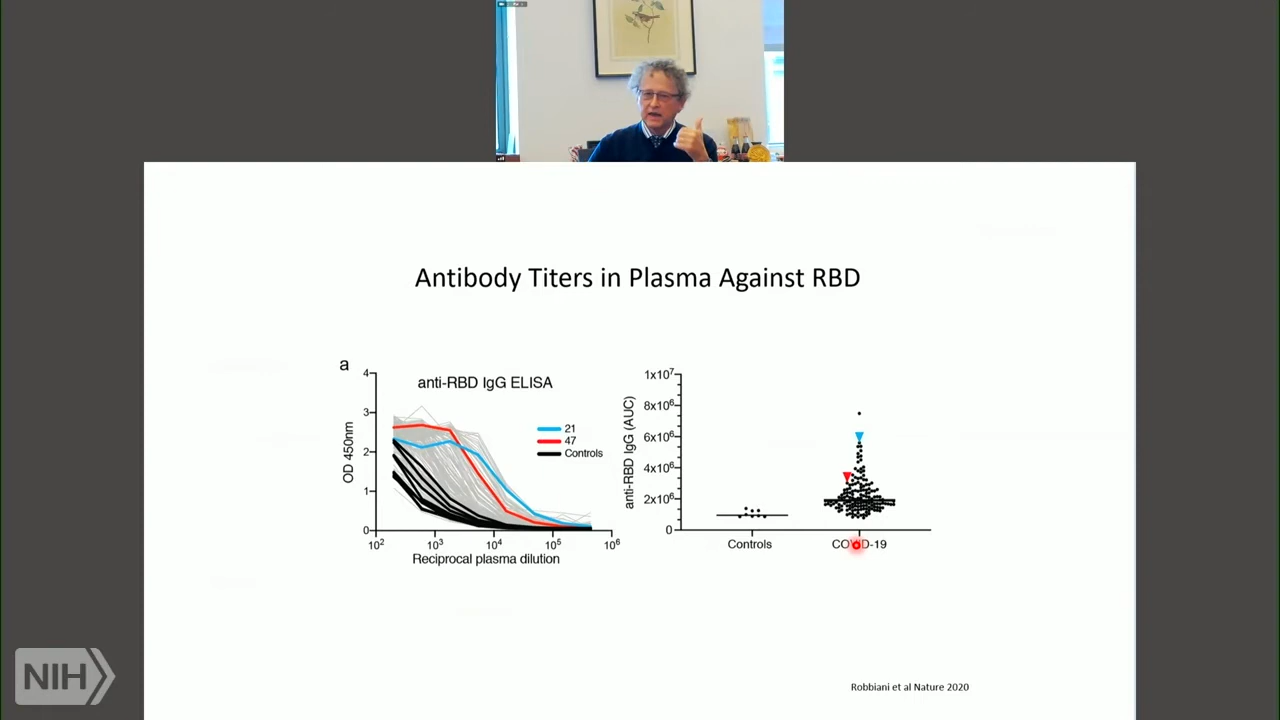 Antibody Titers in Plasma Against RBD
a
anti-RBD IgG ELISA
4
3
2
1
0
OD 450nm
21
47
Controls
10²
10³
10⁴
10⁵
10⁶
Reciprocal plasma dilution
anti-RBD IgG (AUC)
1x10⁷
8x10⁶
6x10⁶
4x10⁶
2x10⁶
0
Controls
COVID-19
Robbiani et al Nature 2020
NIH